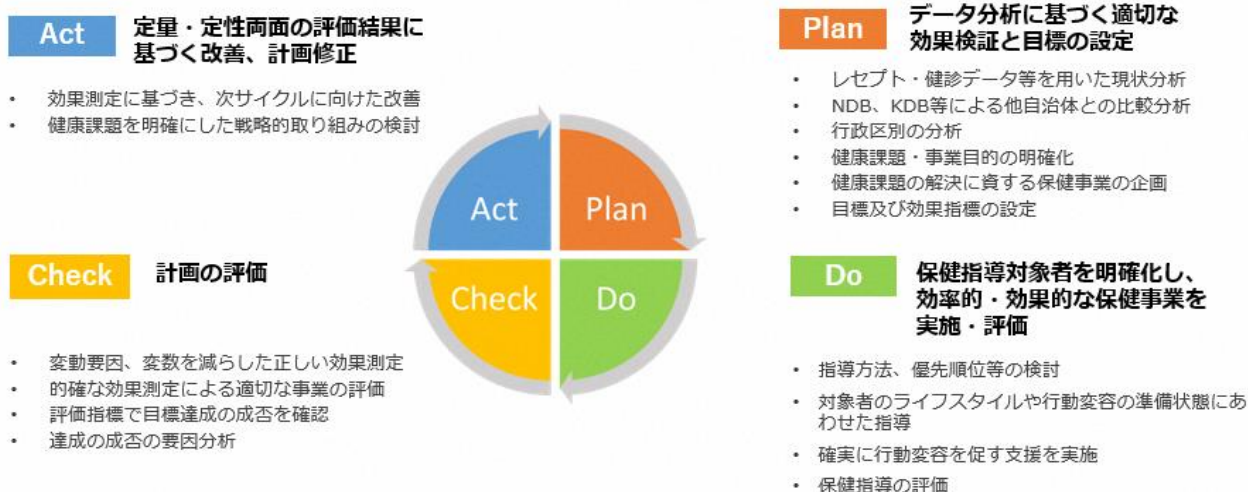 Act
定量・定性両面の評価結果に
基づく改善、計画修正
• 効果測定に基づき、次サイクルに向けた改善
• 健康課題を明確にした戦略的取り組みの検討
Plan
データ分析に基づく適切な
効果検証と目標の設定
• レセプト・健診データ等を用いた現状分析
• NDB、KDB等による他自治体との比較分析
• 行政区別の分析
• 健康課題・事業目的の明確化
• 健康課題の解決に資する保健事業の企画
• 目標及び効果指標の設定
Act
Plan
Check
Do
Check
計画の評価
• 変動要因、変数を減らした正しい効果測定
• 的確な効果測定による適切な事業の評価
• 評価指標で目標達成の成否を確認
• 達成の成否の要因分析
Do
保健指導対象者を明確化し、
効率的・効果的な保健事業を
実施・評価
• 指導方法、優先順位等の検討
• 対象者のライフスタイルや行動変容の準備状態にあ
わせた指導
• 確実に行動変容を促す支援を実施
• 保健指導の評価